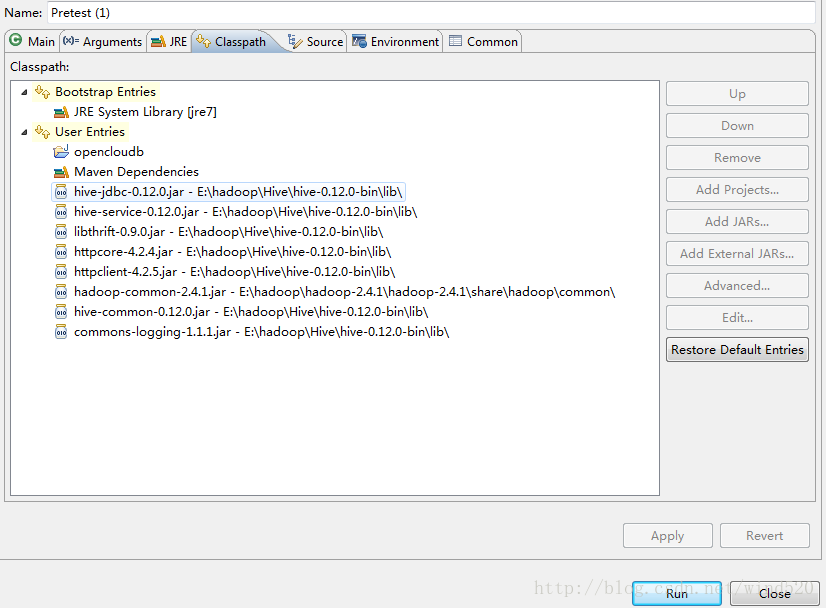 Name: Pretest (1)
Main (x)= Arguments JRE Classpath Source Environment Common
Classpath:
Bootstrap Entries
JRE System Library [jre7]
User Entries
opencloudb
Maven Dependencies
hive-jdbc-0.12.0.jar - E:\hadoop\Hive\hive-0.12.0-bin\lib\
hive-service-0.12.0.jar - E:\hadoop\Hive\hive-0.12.0-bin\lib\
libthrift-0.9.0.jar - E:\hadoop\Hive\hive-0.12.0-bin\lib\
httpcore-4.2.4.jar - E:\hadoop\Hive\hive-0.12.0-bin\lib\
httpclient-4.2.5.jar - E:\hadoop\Hive\hive-0.12.0-bin\lib\
hadoop-common-2.4.1.jar - E:\hadoop\hadoop-2.4.1\hadoop-2.4.1\share\hadoop\common\
hive-common-0.12.0.jar - E:\hadoop\Hive\hive-0.12.0-bin\lib\
commons-logging-1.1.1.jar - E:\hadoop\Hive\hive-0.12.0-bin\lib\
Up
Down
Remove
Add Projects...
Add JARs...
Add External JARs...
Advanced...
Edit...
Restore Default Entries
Apply Revert
http://blog.csdn.net/wind520
Run Close